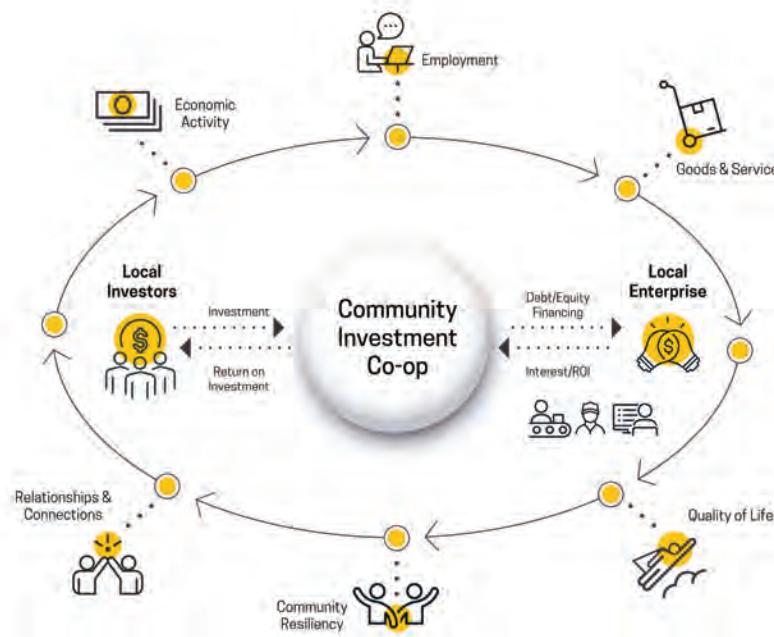 Employment
Economic
Activity
Goods & Service
Local
Investors
Investment
Return on
Investment
Community
Investment
Co-op
Debt/Equity
Financing
Interest/ROI
Local
Enterprise
Relationships &
Connections
Quality of Life
Community
Resiliency